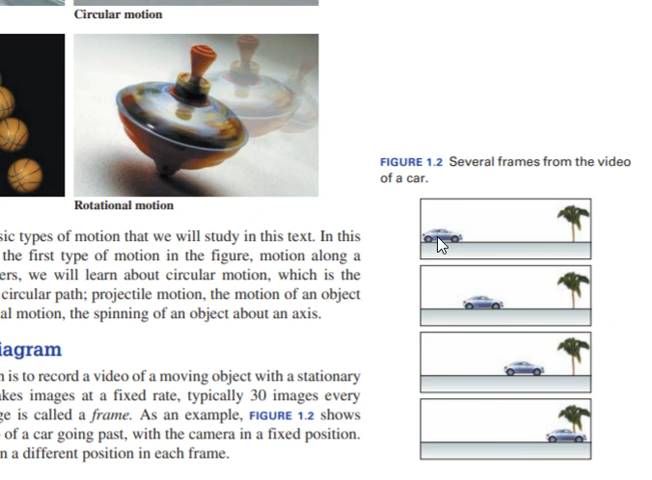 Circular motion
Rotational motion
FIGURE 1.2 Several frames from the video
of a car.
sic types of motion that we will study in this text. In this
the first type of motion in the figure, motion along a
ers, we will learn about circular motion, which is the
circular path; projectile motion, the motion of an object
al motion, the spinning of an object about an axis.
iagram
n is to record a video of a moving object with a stationary
akes images at a fixed rate, typically 30 images every
ge is called a frame. As an example, FIGURE 1.2 shows
of a car going past, with the camera in a fixed position.
n a different position in each frame.